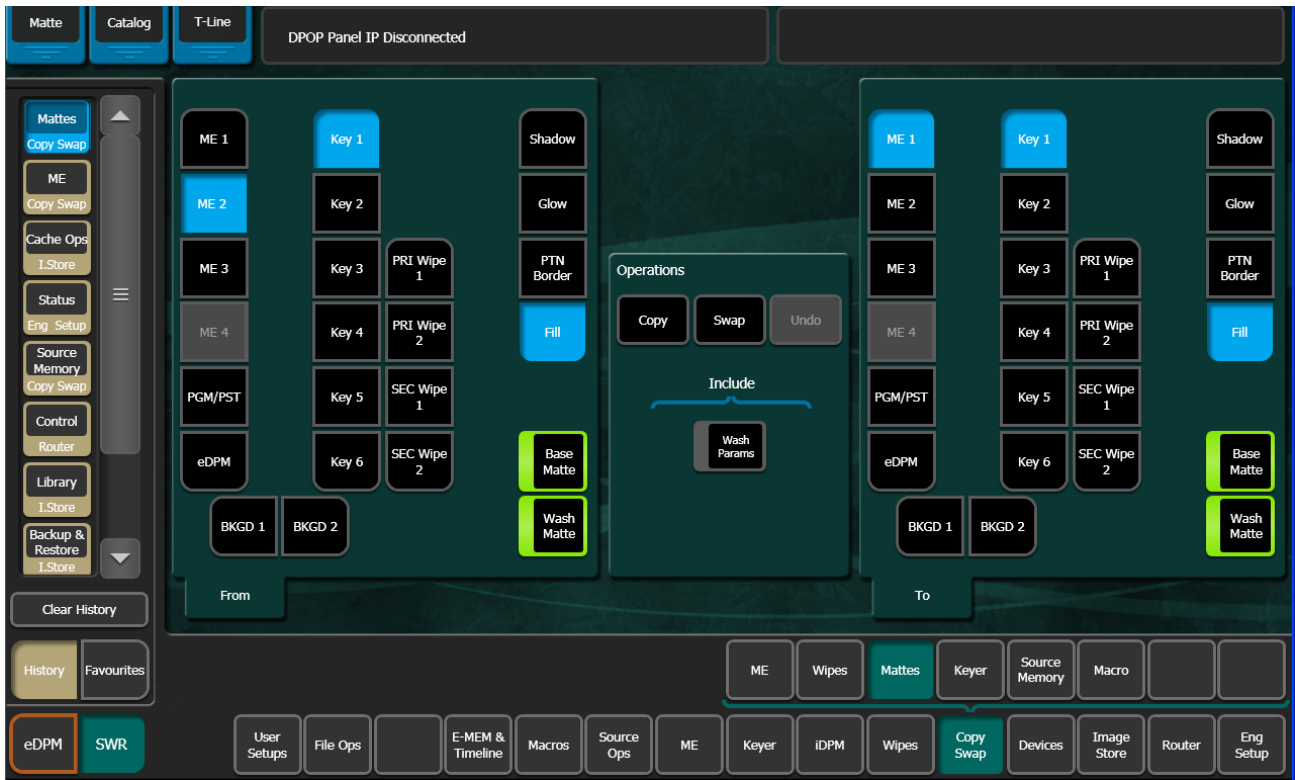 Matte
Catalog
T-Line
DPOP Panel IP Disconnected
Mattes
Copy Swap
ME
Copy Swap
Cache Ops
I.Store
Status
Eng Setup
Source
Memory
Copy Swap
Control
Router
Library
I.Store
Backup &
Restore
I.Store
Clear History
History
Favourites
eDPM
SWR
ME 1
Key 1
Shadow
ME 2
Key 2
Glow
ME 3
Key 3
PRI Wipe
1
PTN
Border
ME 4
Key 4
PRI Wipe
2
Fill
PGM/PST
Key 5
SEC Wipe
1
eDPM
Key 6
SEC Wipe
2
Base
Matte
BKGD 1
BKGD 2
Wash
Matte
From
Operations
Copy
Swap
Undo
Include
Wash
Params
ME 1
Key 1
Shadow
ME 2
Key 2
Glow
ME 3
Key 3
PRI Wipe
1
PTN
Border
ME 4
Key 4
PRI Wipe
2
Fill
PGM/PST
Key 5
SEC Wipe
1
eDPM
Key 6
SEC Wipe
2
Base
Matte
BKGD 1
BKGD 2
Wash
Matte
To
ME
Wipes
Mattes
Keyer
Source
Memory
Macro
User
Setups
File Ops
E-MEM &
Timeline
Macros
Source
Ops
ME
Keyer
iDPM
Wipes
Copy
Swap
Devices
Image
Store
Router
Eng
Setup